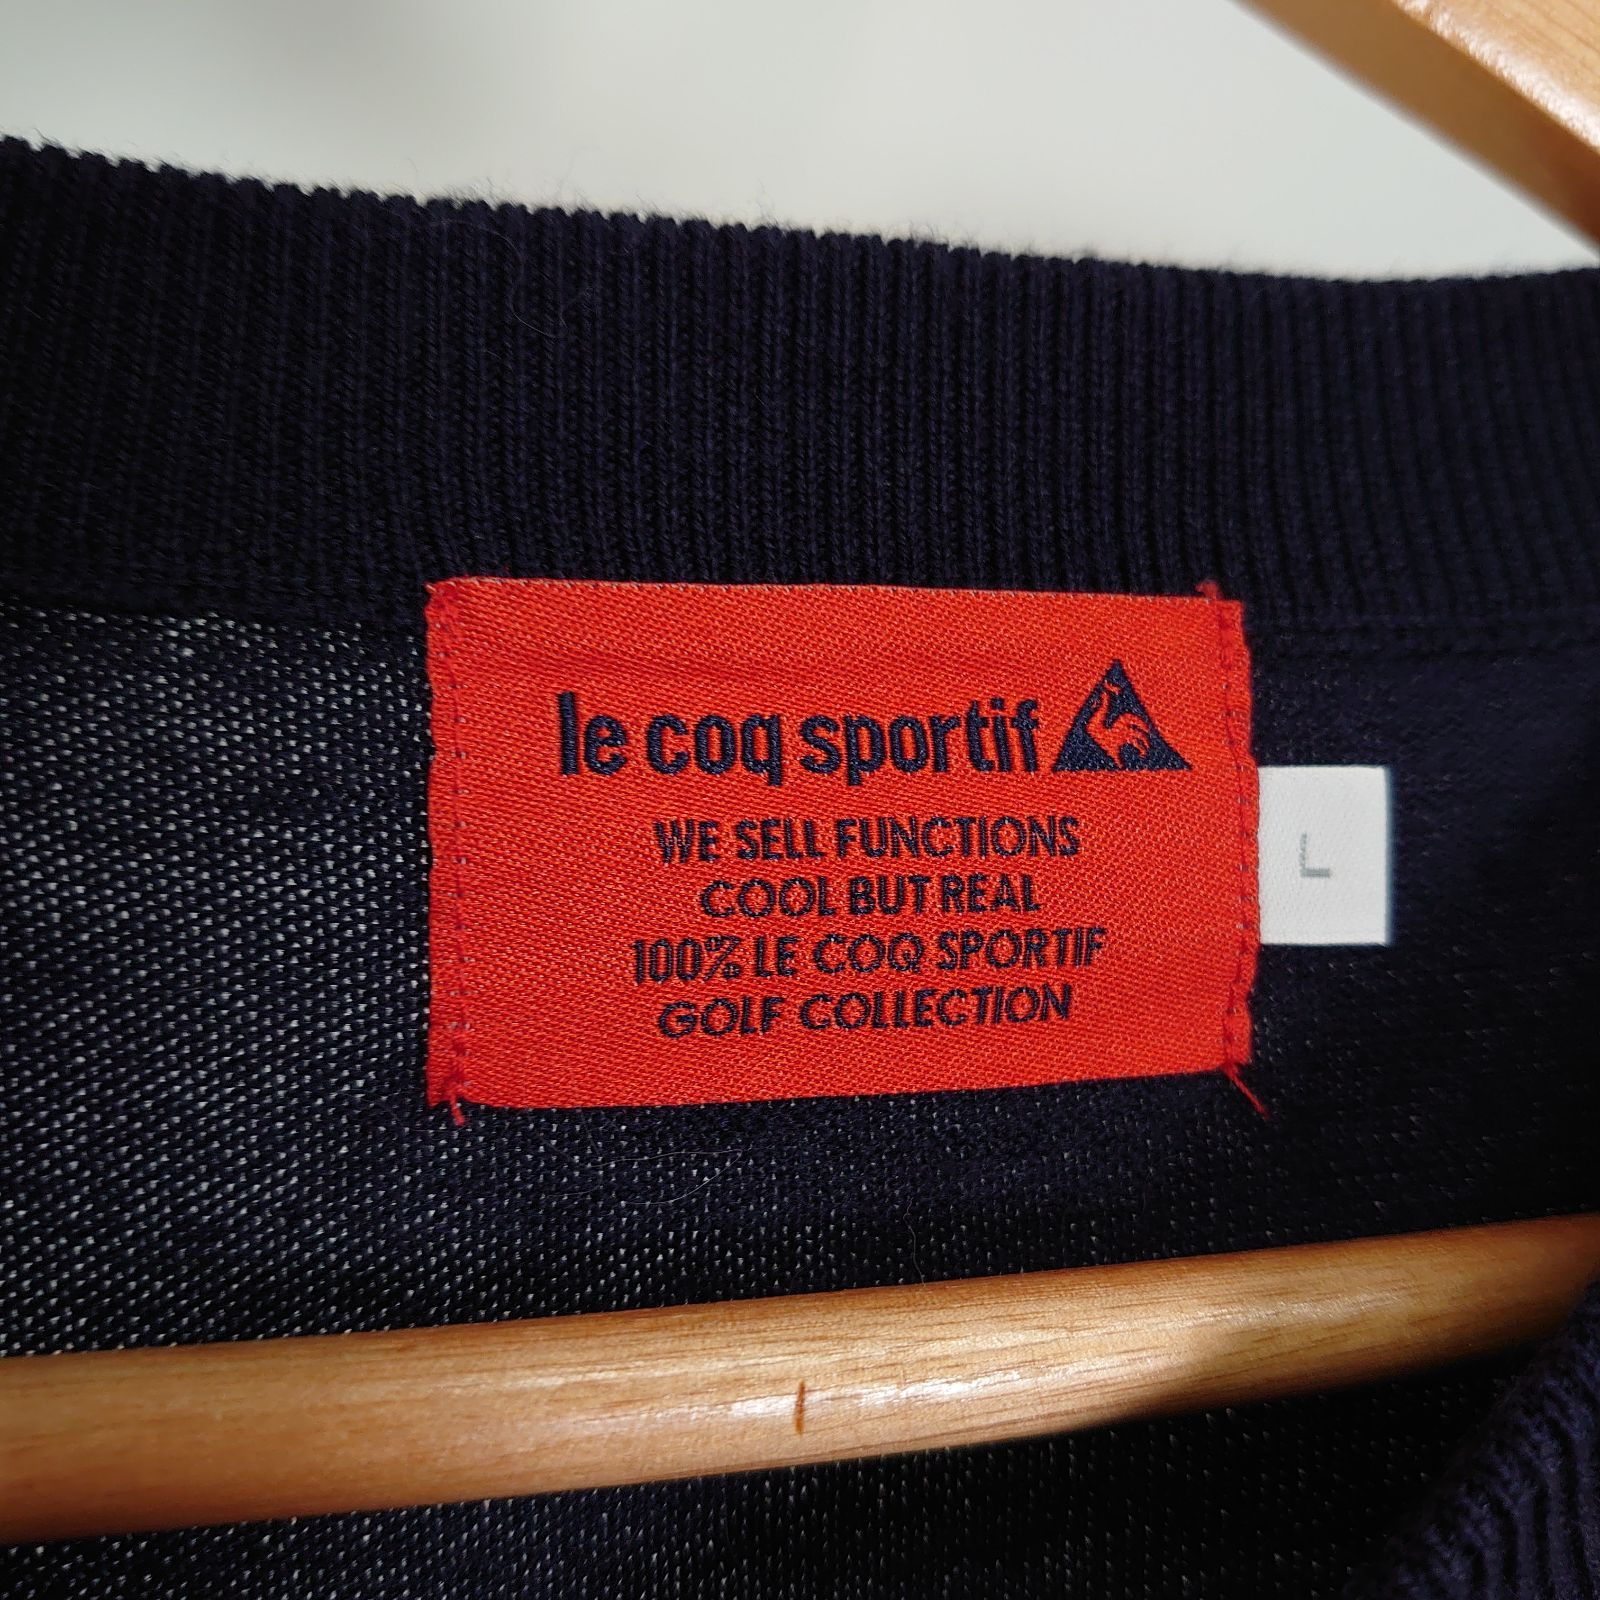 le coq sportif
WE SELL FUNCTIONS
COOL BUT REAL
100% LE COQ SPORTIF
GOLF COLLECTION
L